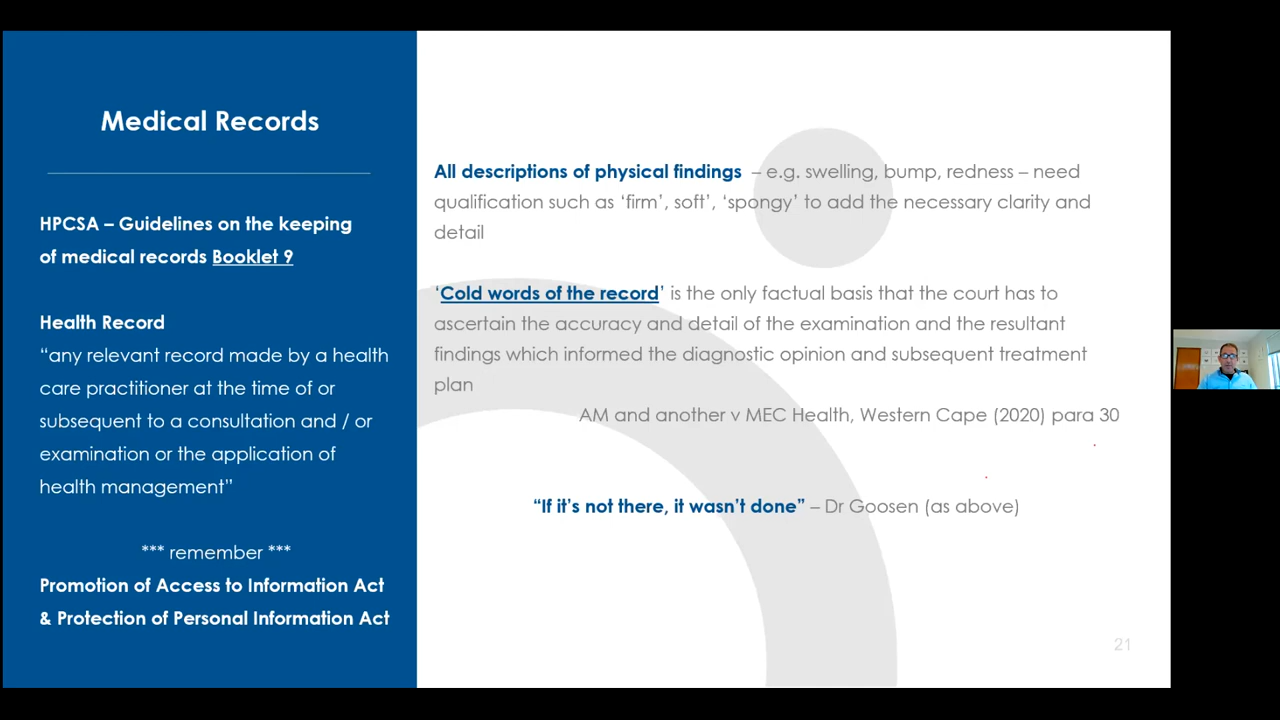 Medical Records
HPCSA – Guidelines on the keeping
of medical records Booklet 9
Health Record
“any relevant record made by a health
care practitioner at the time of or
subsequent to a consultation and / or
examination or the application of
health management”
*** remember ***
Promotion of Access to Information Act
& Protection of Personal Information Act
All descriptions of physical findings – e.g. swelling, bump, redness – need
qualification such as ‘firm’, soft’, ‘spongy’ to add the necessary clarity and
detail
‘Cold words of the record’ is the only factual basis that the court has to
ascertain the accuracy and detail of the examination and the resultant
findings which informed the diagnostic opinion and subsequent treatment
plan
AM and another v MEC Health, Western Cape (2020) para 30
“If it’s not there, it wasn’t done” – Dr Goosen (as above)
21